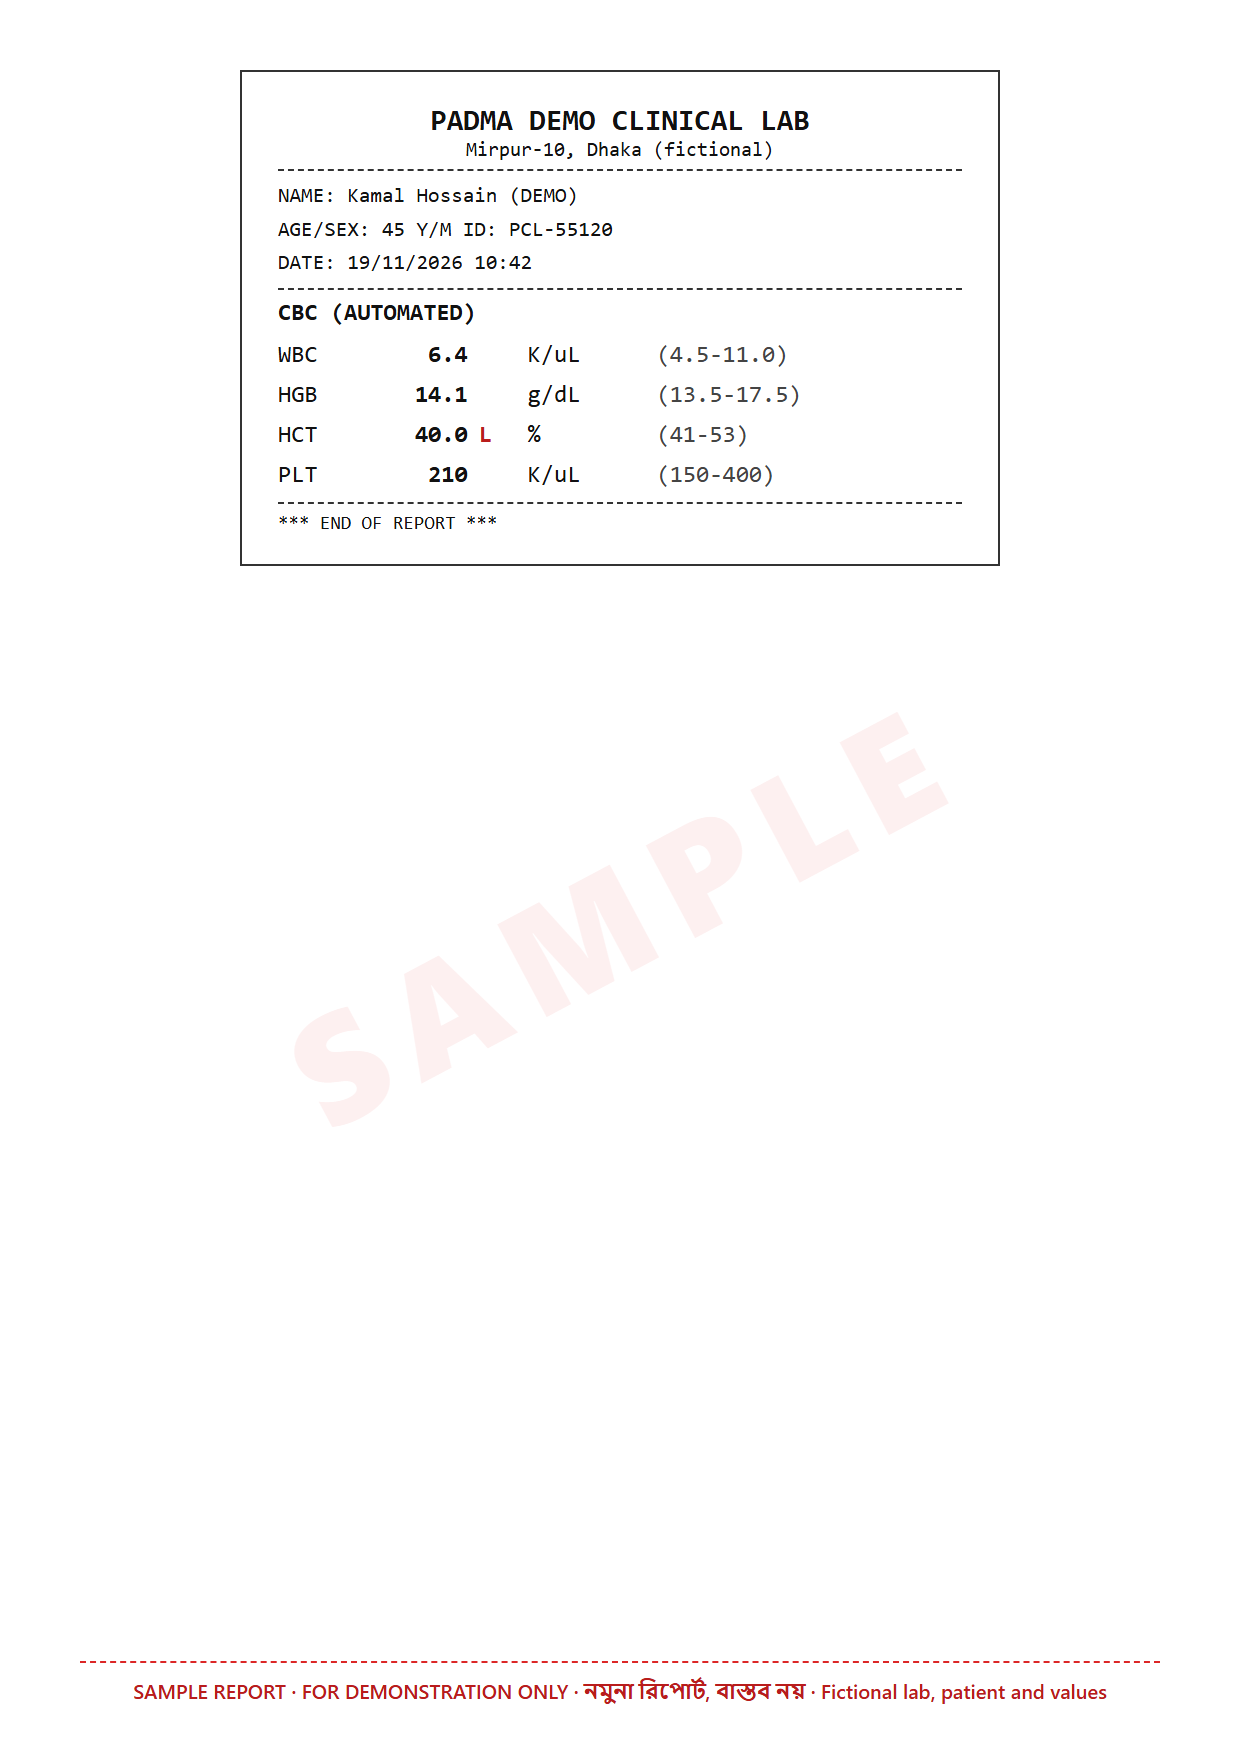 PADMA DEMO CLINICAL LAB
Mirpur-10, Dhaka (fictional)
NAME: Kamal Hossain (DEMO)
AGE/SEX: 45 Y/M ID: PCL-55120
DATE: 19/11/2026 10:42
CBC (AUTOMATED)
WBC 6.4 K/uL (4.5-11.0)
HGB 14.1 g/dL (13.5-17.5)
HCT 40.0 L % (41-53)
PLT 210 K/uL (150-400)
*** END OF REPORT ***
SAMPLE
SAMPLE REPORT · FOR DEMONSTRATION ONLY · নমুনা রিপোর্ট, বাস্তব নয় · Fictional lab, patient and values